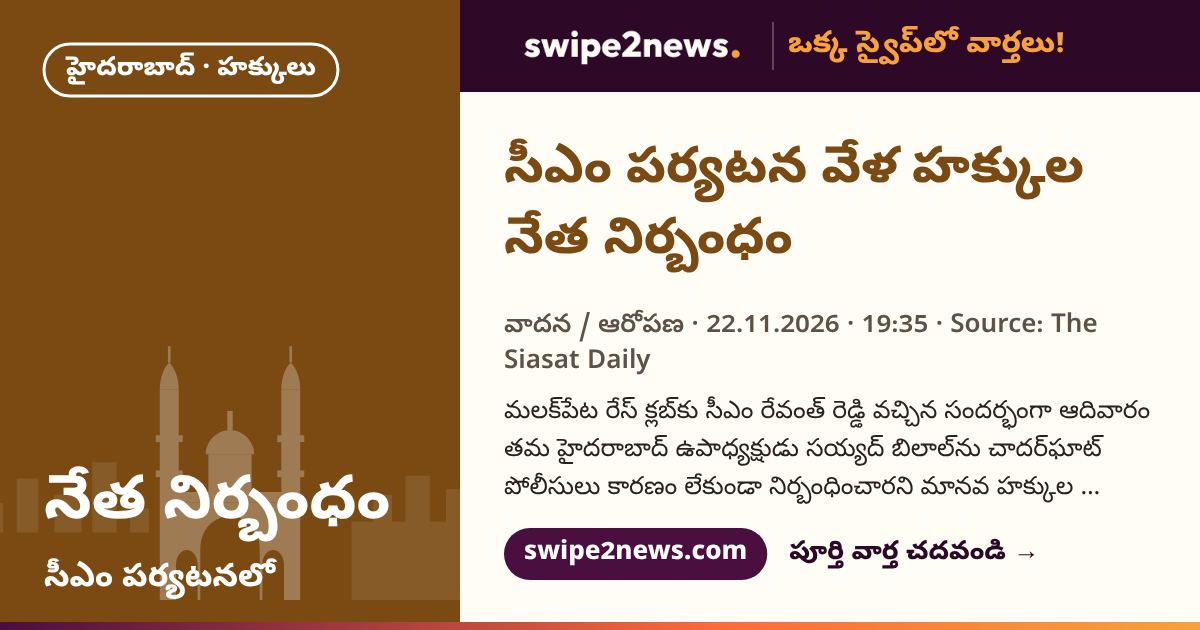 హైదరాబాద్ · హక్కులు
నేత నిర్బంధం
సీఎం పర్యటనలో
swipe2news.
ఒక్క స్వైప్‌లో వార్తలు!
సీఎం పర్యటన వేళ హక్కుల
నేత నిర్బంధం
వాదన / ఆరోపణ · 22.11.2026 · 19:35 · Source: The
Siasat Daily
మలక్‌పేట రేస్ క్లబ్‌కు సీఎం రేవంత్ రెడ్డి వచ్చిన సందర్భంగా ఆదివారం
తమ హైదరాబాద్ ఉపాధ్యక్షుడు సయ్యద్ బిలాల్‌ను చాదర్‌ఘాట్
పోలీసులు కారణం లేకుండా నిర్బంధించారని మానవ హక్కుల ...
swipe2news.com
పూర్తి వార్త చదవండి →